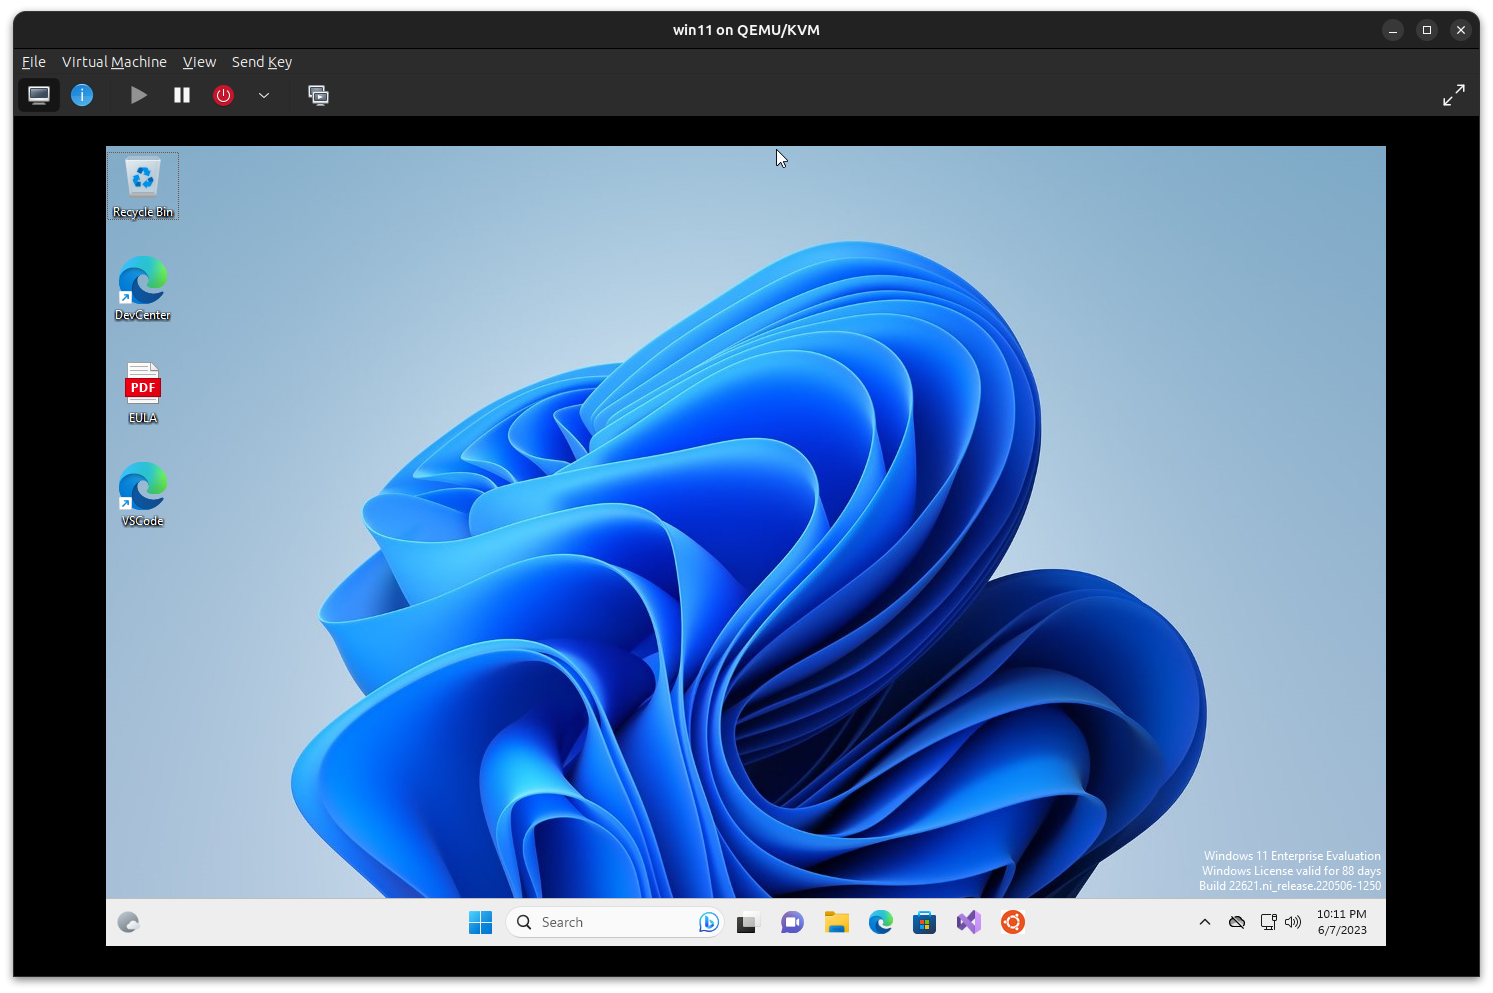 win11 on QEMU/KVM
File Virtual Machine View Send Key
Recycle Bin
DevCenter
PDF
EULA
VSCode
Windows 11 Enterprise Evaluation
Windows License valid for 88 days
Build 22621.ni_release.220506-1250
Search
10:11 PM
6/7/2023